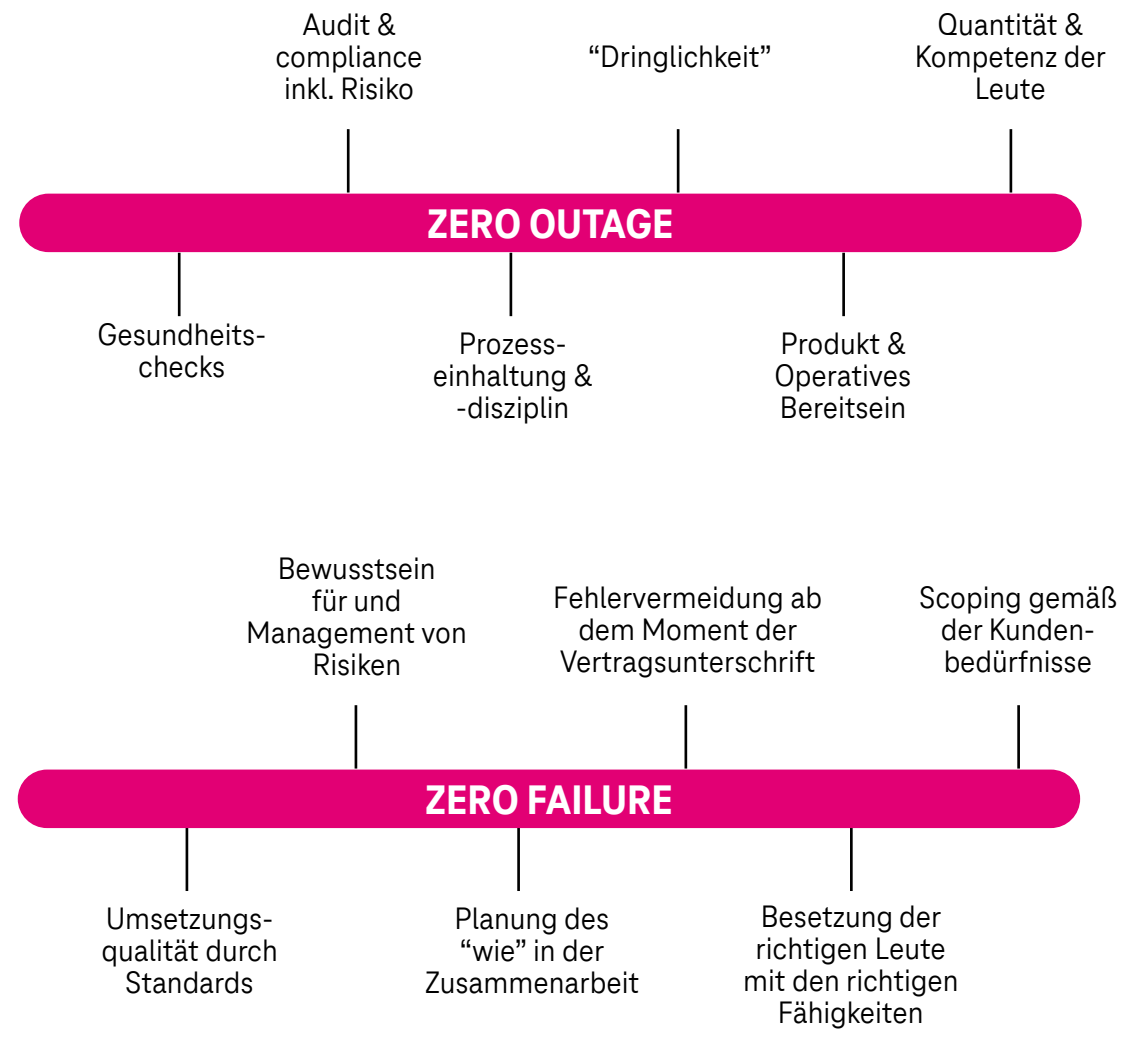 Audit &
compliance
inkl. Risiko
“Dringlichkeit”
Quantität &
Kompetenz der
Leute
ZERO OUTAGE
Gesundheits-
checks
Prozess-
einhaltung &
-disziplin
Produkt &
Operatives
Bereitsein
Bewusstsein
für und
Management von
Risiken
Fehlervermeidung ab
dem Moment der
Vertragsunterschrift
Scoping gemäß
der Kunden-
bedürfnisse
ZERO FAILURE
Umsetzungs-
qualität durch
Standards
Planung des
“wie” in der
Zusammenarbeit
Besetzung der
richtigen Leute
mit den richtigen
Fähigkeiten